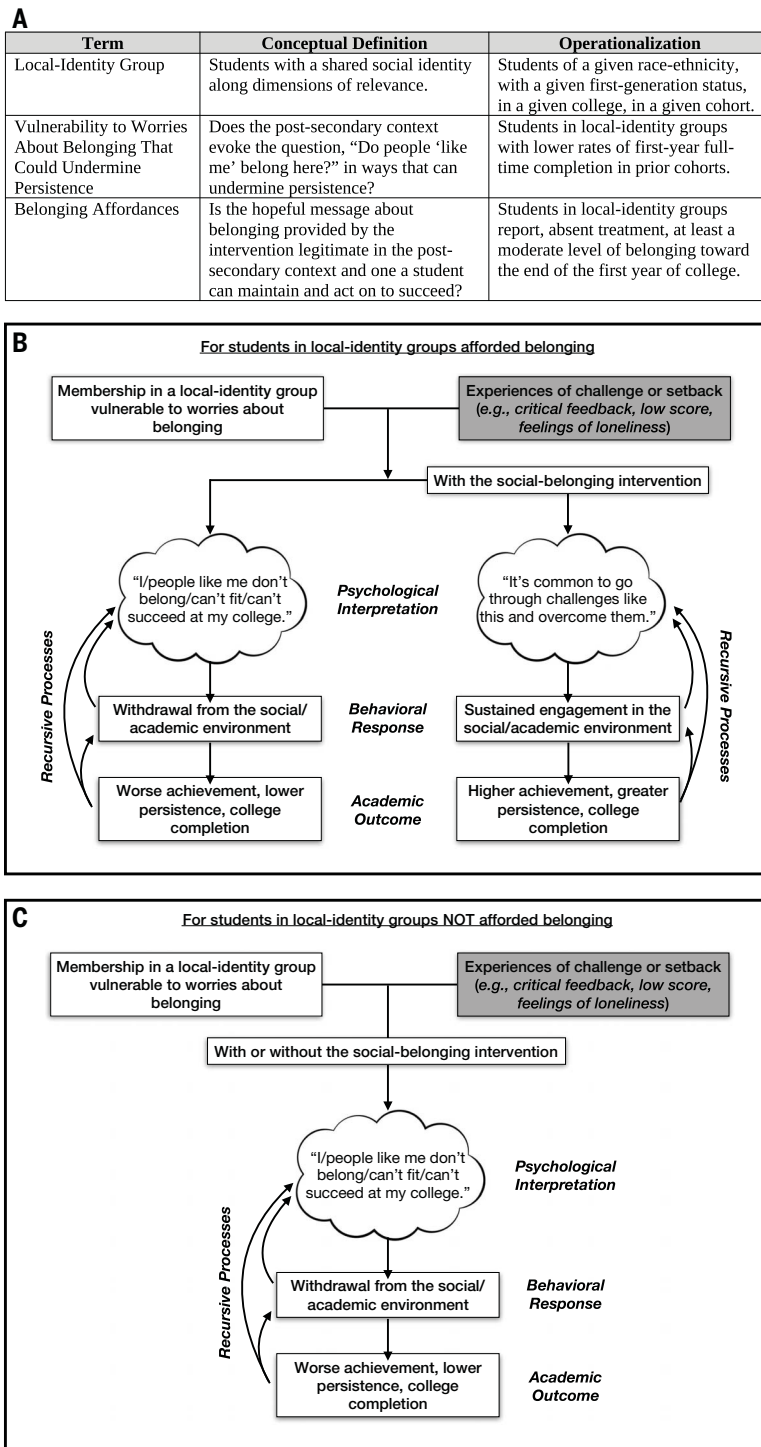 A
Term
Conceptual Definition
Operationalization
Local-Identity Group
Students with a shared social identity
along dimensions of relevance.
Students of a given race-ethnicity,
with a given first-generation status,
in a given college, in a given cohort.
Vulnerability to Worries
About Belonging That
Could Undermine
Persistence
Does the post-secondary context
evoke the question, “Do people ‘like
me’ belong here?” in ways that can
undermine persistence?
Students in local-identity groups
with lower rates of first-year full-
time completion in prior cohorts.
Belonging Affordances
Is the hopeful message about
belonging provided by the
intervention legitimate in the post-
secondary context and one a student
can maintain and act on to succeed?
Students in local-identity groups
report, absent treatment, at least a
moderate level of belonging toward
the end of the first year of college.
B
For students in local-identity groups afforded belonging
Membership in a local-identity group
vulnerable to worries about
belonging
Experiences of challenge or setback
(e.g., critical feedback, low score,
feelings of loneliness)
With the social-belonging intervention
“I/people like me don’t
belong/can’t fit/can’t
succeed at my college.”
Psychological
Interpretation
“It’s common to go
through challenges like
this and overcome them.”
Recursive Processes
Withdrawal from the social/
academic environment
Behavioral
Response
Sustained engagement in the
social/academic environment
Recursive Processes
Worse achievement, lower
persistence, college
completion
Academic
Outcome
Higher achievement, greater
persistence, college
completion
C
For students in local-identity groups NOT afforded belonging
Membership in a local-identity group
vulnerable to worries about
belonging
Experiences of challenge or setback
(e.g., critical feedback, low score,
feelings of loneliness)
With or without the social-belonging intervention
“I/people like me don’t
belong/can’t fit/can’t
succeed at my college.”
Psychological
Interpretation
Recursive Processes
Withdrawal from the social/
academic environment
Behavioral
Response
Worse achievement, lower
persistence, college
completion
Academic
Outcome